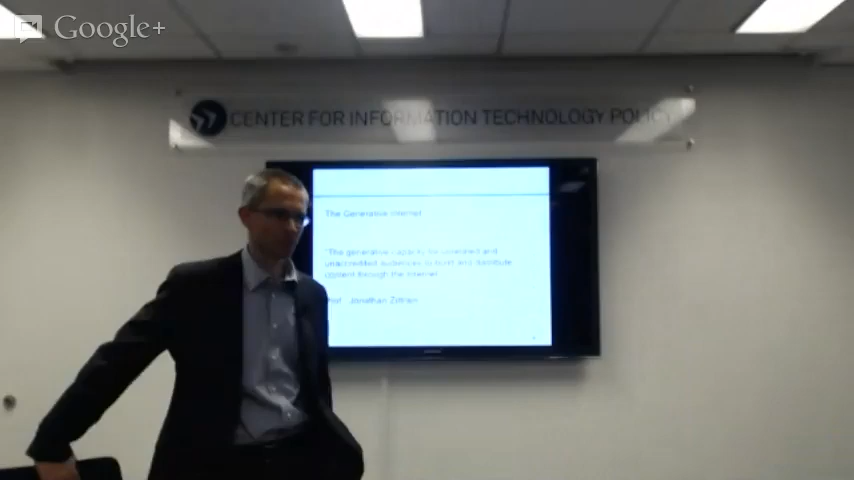 Google+
CENTER FOR INFORMATION TECHNOLOGY POLICY
The Generative Internet
"The generative capacity for unrelated and
unaccredited audiences to build and distribute
content through the Internet
Prof. Jonathan Zittrain